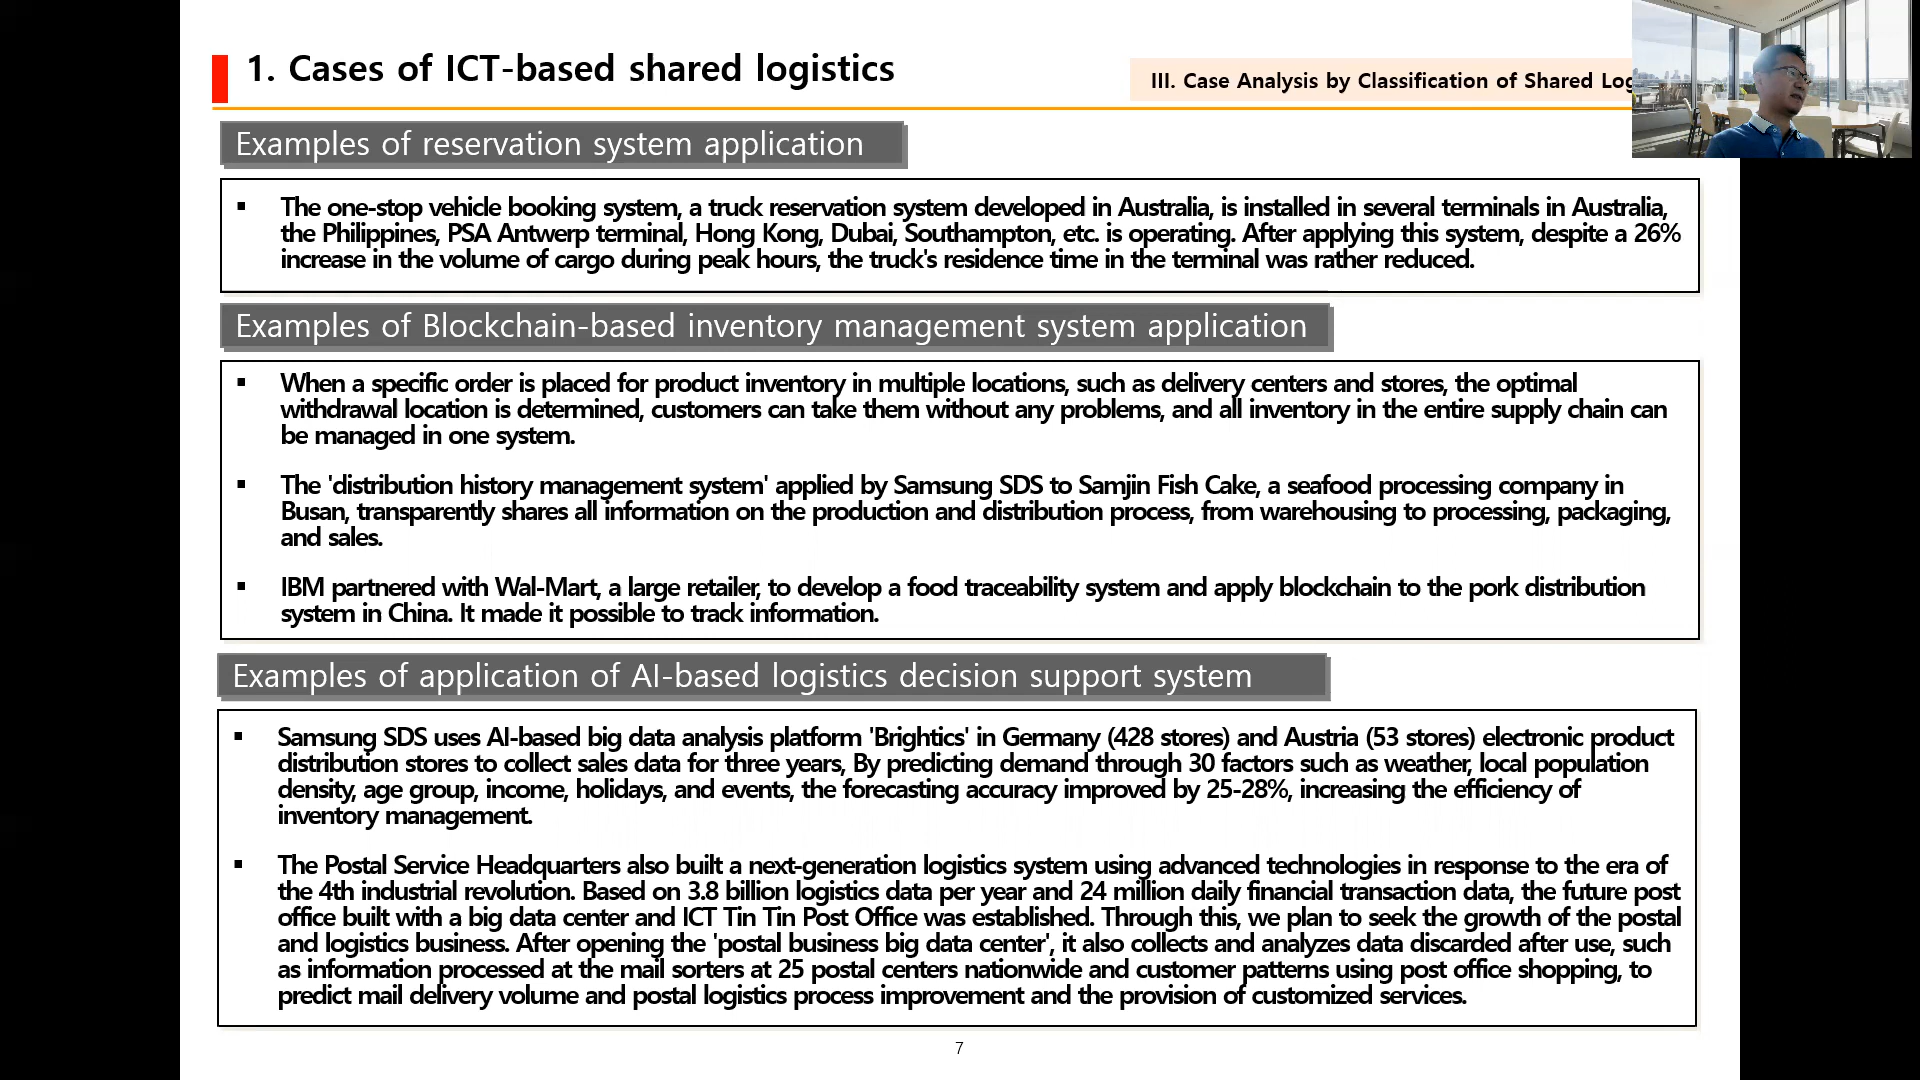 1. Cases of ICT-based shared logistics
III. Case Analysis by Classification of Shared
Examples of reservation system application
▪ The one-stop vehicle booking system, a truck reservation system developed in Australia, is installed in several terminals in Australia,
the Philippines, PSA Antwerp terminal, Hong Kong, Dubai, Southampton, etc. is operating. After applying this system, despite a 26%
increase in the volume of cargo during peak hours, the truck's residence time in the terminal was rather reduced.
Examples of Blockchain-based inventory management system application
▪ When a specific order is placed for product inventory in multiple locations, such as delivery centers and stores, the optimal
withdrawal location is determined, customers can take them without any problems, and all inventory in the entire supply chain can
be managed in one system.
▪ The 'distribution history management system' applied by Samsung SDS to Samjin Fish Cake, a seafood processing company in
Busan, transparently shares all information on the production and distribution process, from warehousing to processing, packaging,
and sales.
▪ IBM partnered with Wal-Mart, a large retailer, to develop a food traceability system and apply blockchain to the pork distribution
system in China. It made it possible to track information.
Examples of application of AI-based logistics decision support system
▪ Samsung SDS uses AI-based big data analysis platform 'Brightics' in Germany (428 stores) and Austria (53 stores) electronic product
distribution stores to collect sales data for three years, By predicting demand through 30 factors such as weather, local population
density, age group, income, holidays, and events, the forecasting accuracy improved by 25-28%, increasing the efficiency of
inventory management.
▪ The Postal Service Headquarters also built a next-generation logistics system using advanced technologies in response to the era of
the 4th industrial revolution. Based on 3.8 billion logistics data per year and 24 million daily financial transaction data, the future post
office built with a big data center and ICT Tin Tin Post Office was established. Through this, we plan to seek the growth of the postal
and logistics business. After opening the 'postal business big data center', it also collects and analyzes data discarded after use, such
as information processed at the mail sorters at 25 postal centers nationwide and customer patterns using post office shopping, to
predict mail delivery volume and postal logistics process improvement and the provision of customized services.
7